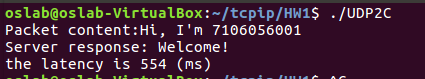 oslab@oslab-VirtualBox:~/tcpip/HW1$ ./UDP2C
Packet content:Hi, I'm 7106056001
Server response: Welcome!
the latency is 554 (ms)